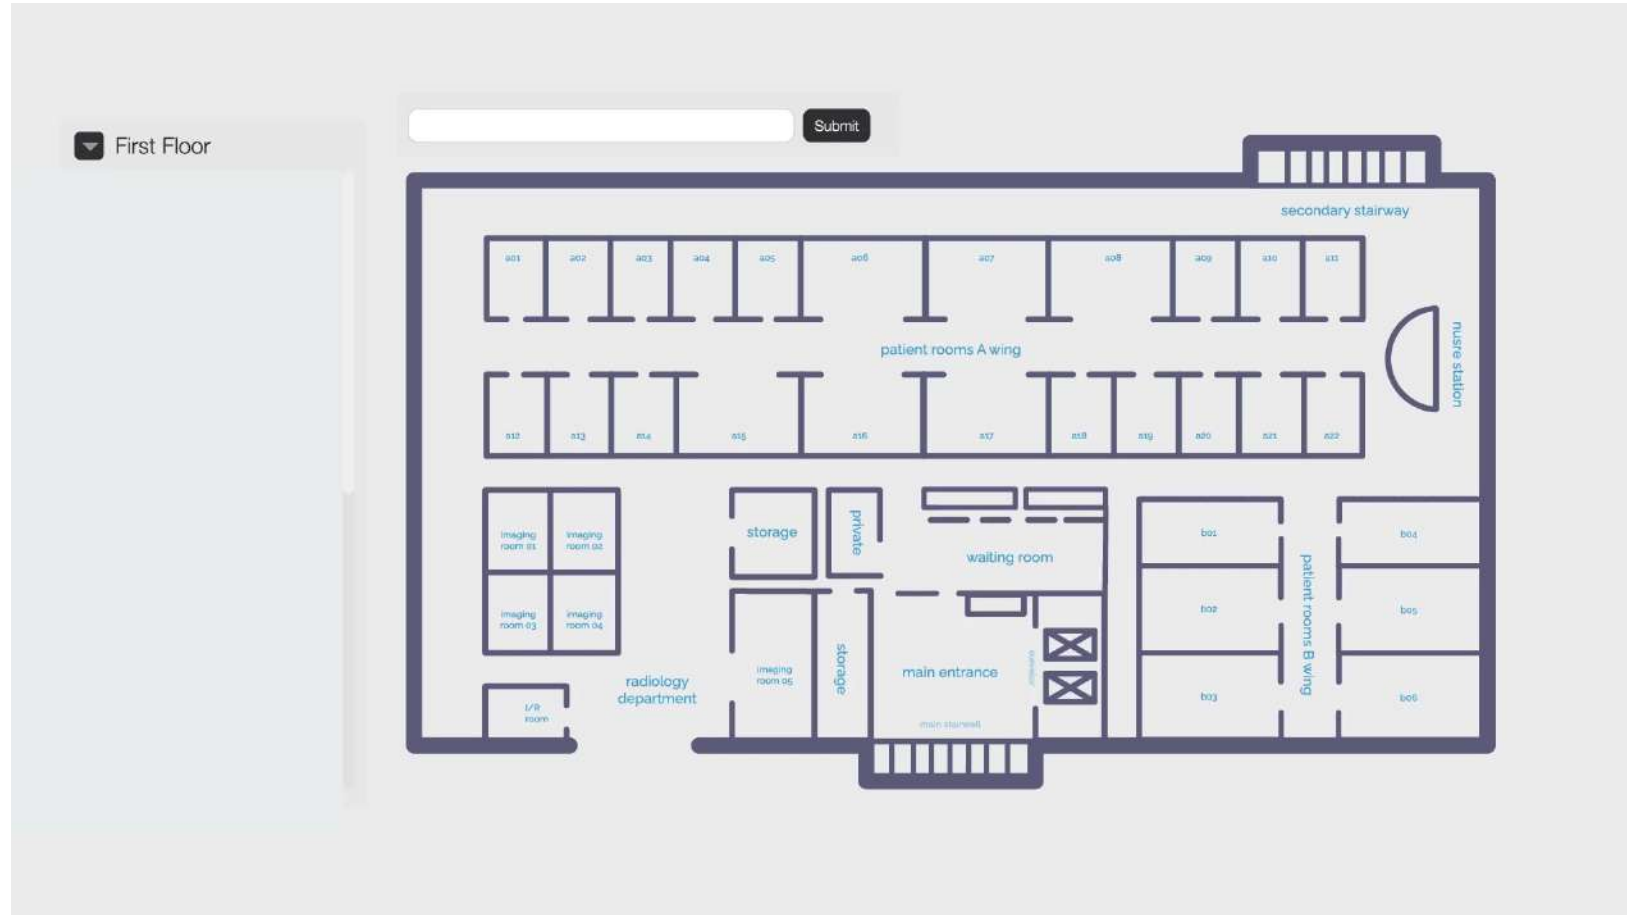 First Floor
Submit
secondary stairway
a01
a02
a03
a04
a05
a06
a07
a08
a09
a10
a11
patient rooms A wing
nusre station
a12
a13
a14
a15
a16
a17
a18
a19
a20
a21
a22
imaging
room 01
imaging
room 02
imaging
room 03
imaging
room 04
storage
private
waiting room
b01
b02
b03
patient rooms B wing
b04
b05
b06
radiology
department
I/R
room
imaging
room 05
storage
main entrance
main stairwell